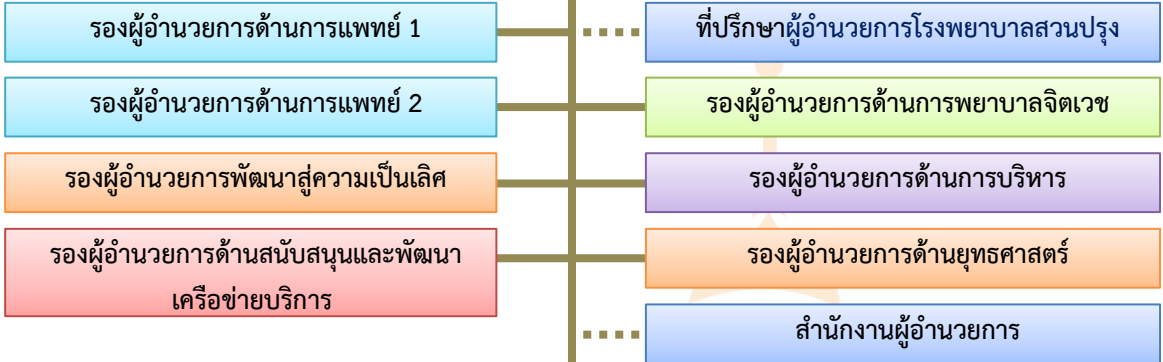 รองผู้อำนวยการด้านการแพทย์ 1
ที่ปรึกษาผู้อำนวยการโรงพยาบาลสวนปรุง
รองผู้อำนวยการด้านการแพทย์ 2
รองผู้อำนวยการด้านการพยาบาลจิตเวช
รองผู้อำนวยการพัฒนาสู่ความเป็นเลิศ
รองผู้อำนวยการด้านการบริหาร
รองผู้อำนวยการด้านสนับสนุนและพัฒนา
เครือข่ายบริการ
รองผู้อำนวยการด้านยุทธศาสตร์
สำนักงานผู้อำนวยการ